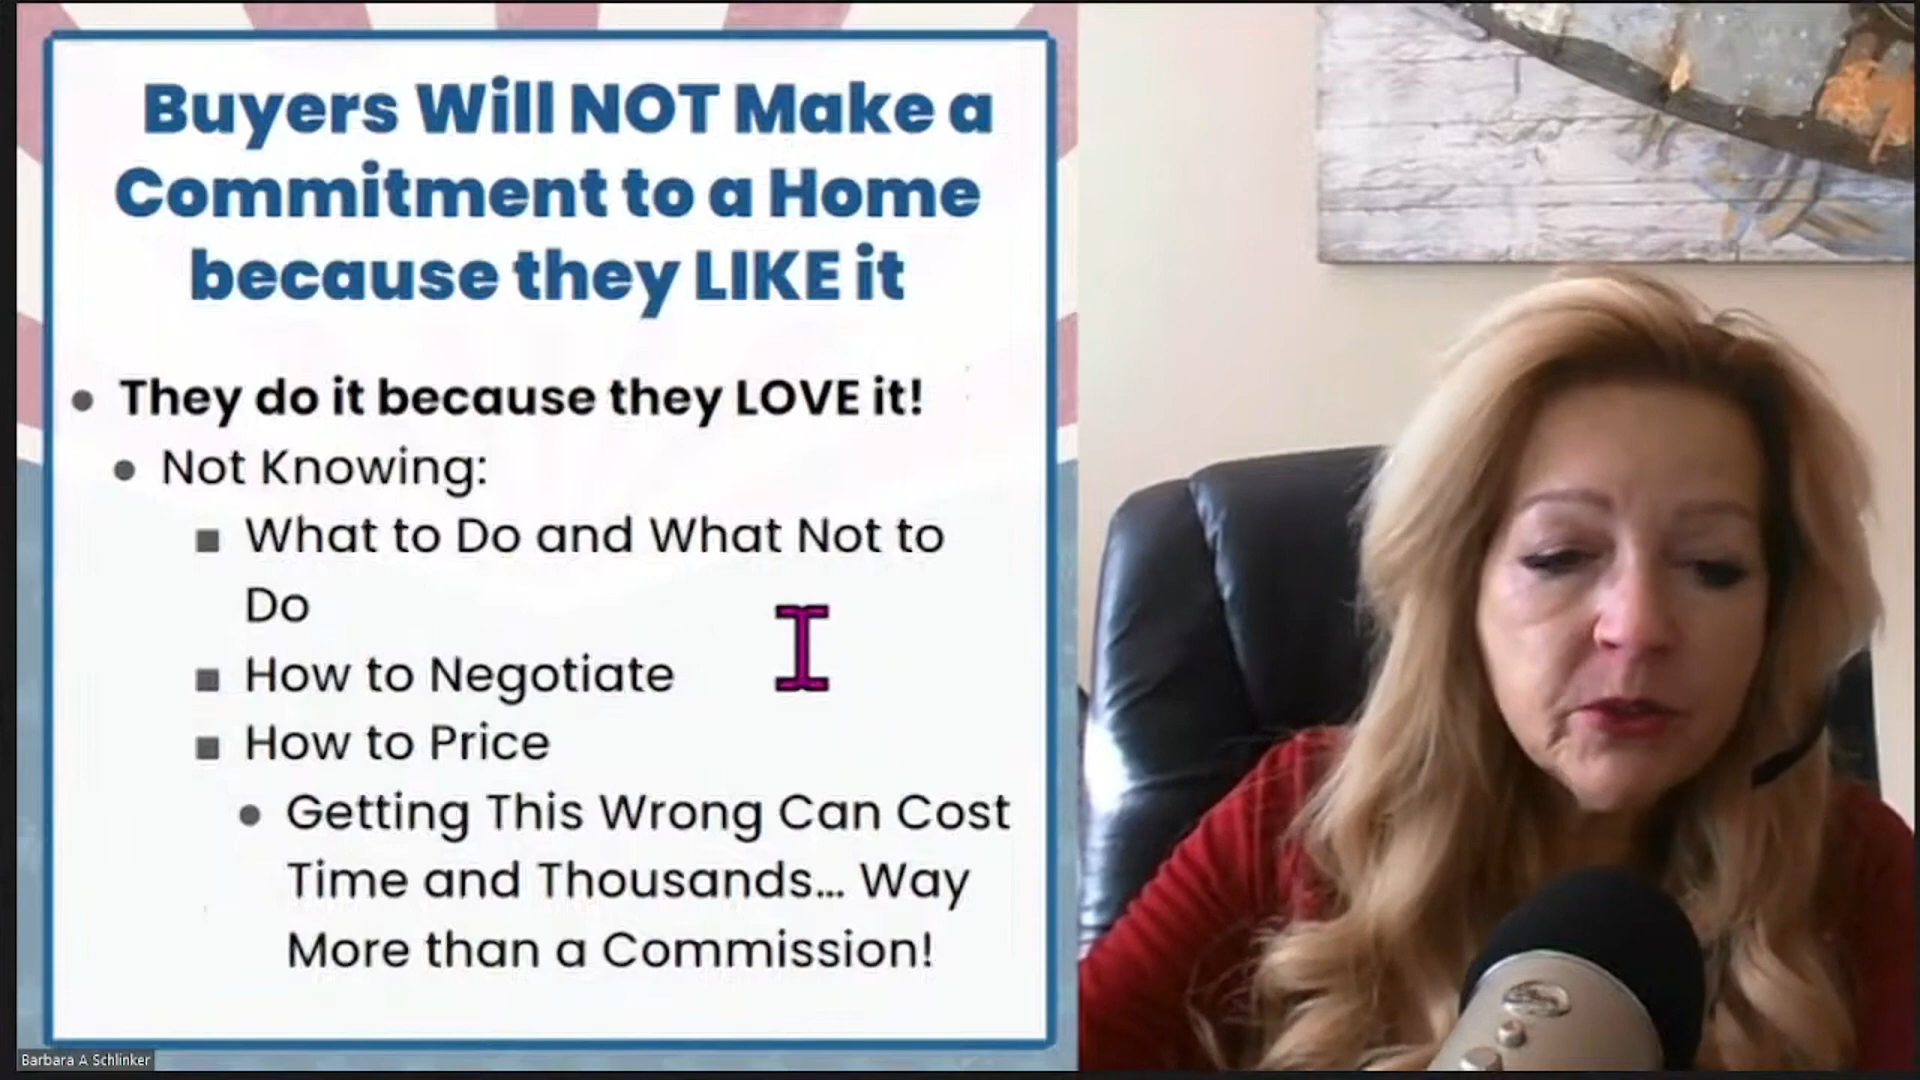 Buyers Will NOT Make a
Commitment to a Home
because they LIKE it
• They do it because they LOVE it!
• Not Knowing:
▪ What to Do and What Not to
Do
▪ How to Negotiate
▪ How to Price
• Getting This Wrong Can Cost
Time and Thousands... Way
More than a Commission!
Barbara A Schlinker